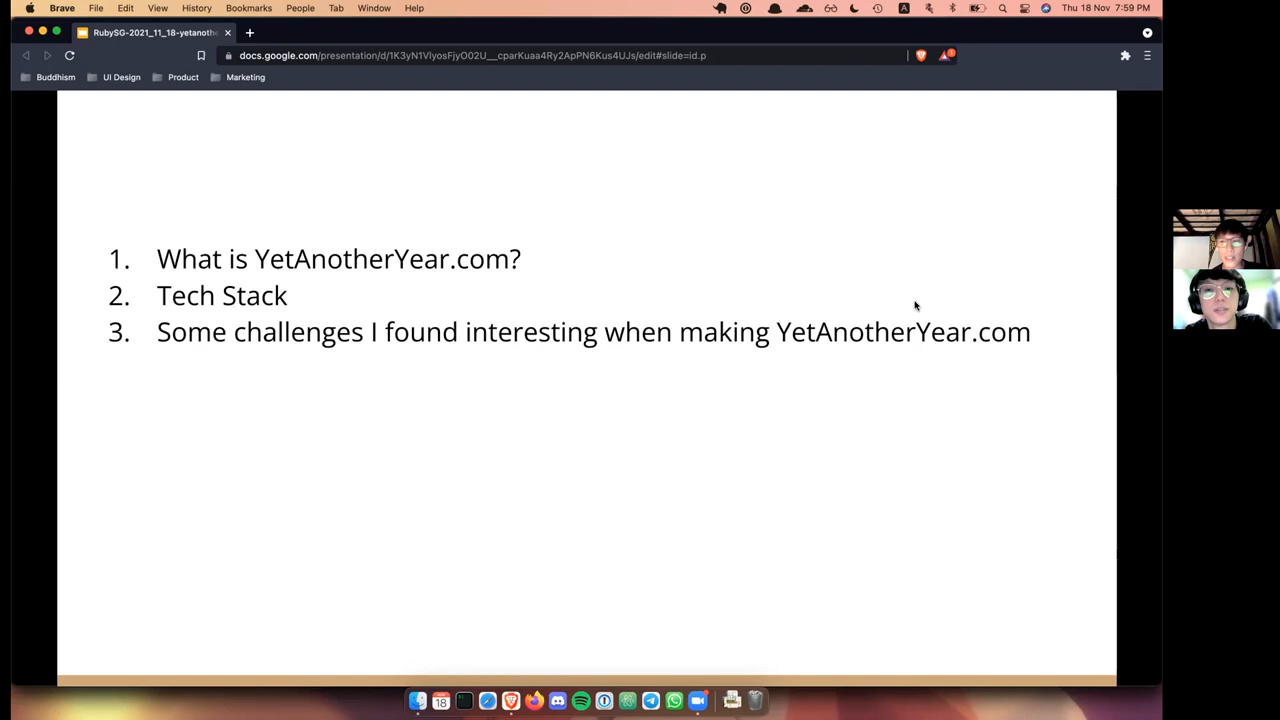 Brave File Edit View History Bookmarks People Tab Window Help Thu 18 Nov 7:59 PM
RubySG-2021_11_18-yetanothe
docs.google.com/presentation/d/1K3yN1VlyosFjyO02U__cparKuaa4Ry2ApPN6Kus4UJs/edit#slide=id.p
Buddhism UI Design Product Marketing
1. What is YetAnotherYear.com?
2. Tech Stack
3. Some challenges I found interesting when making YetAnotherYear.com
18